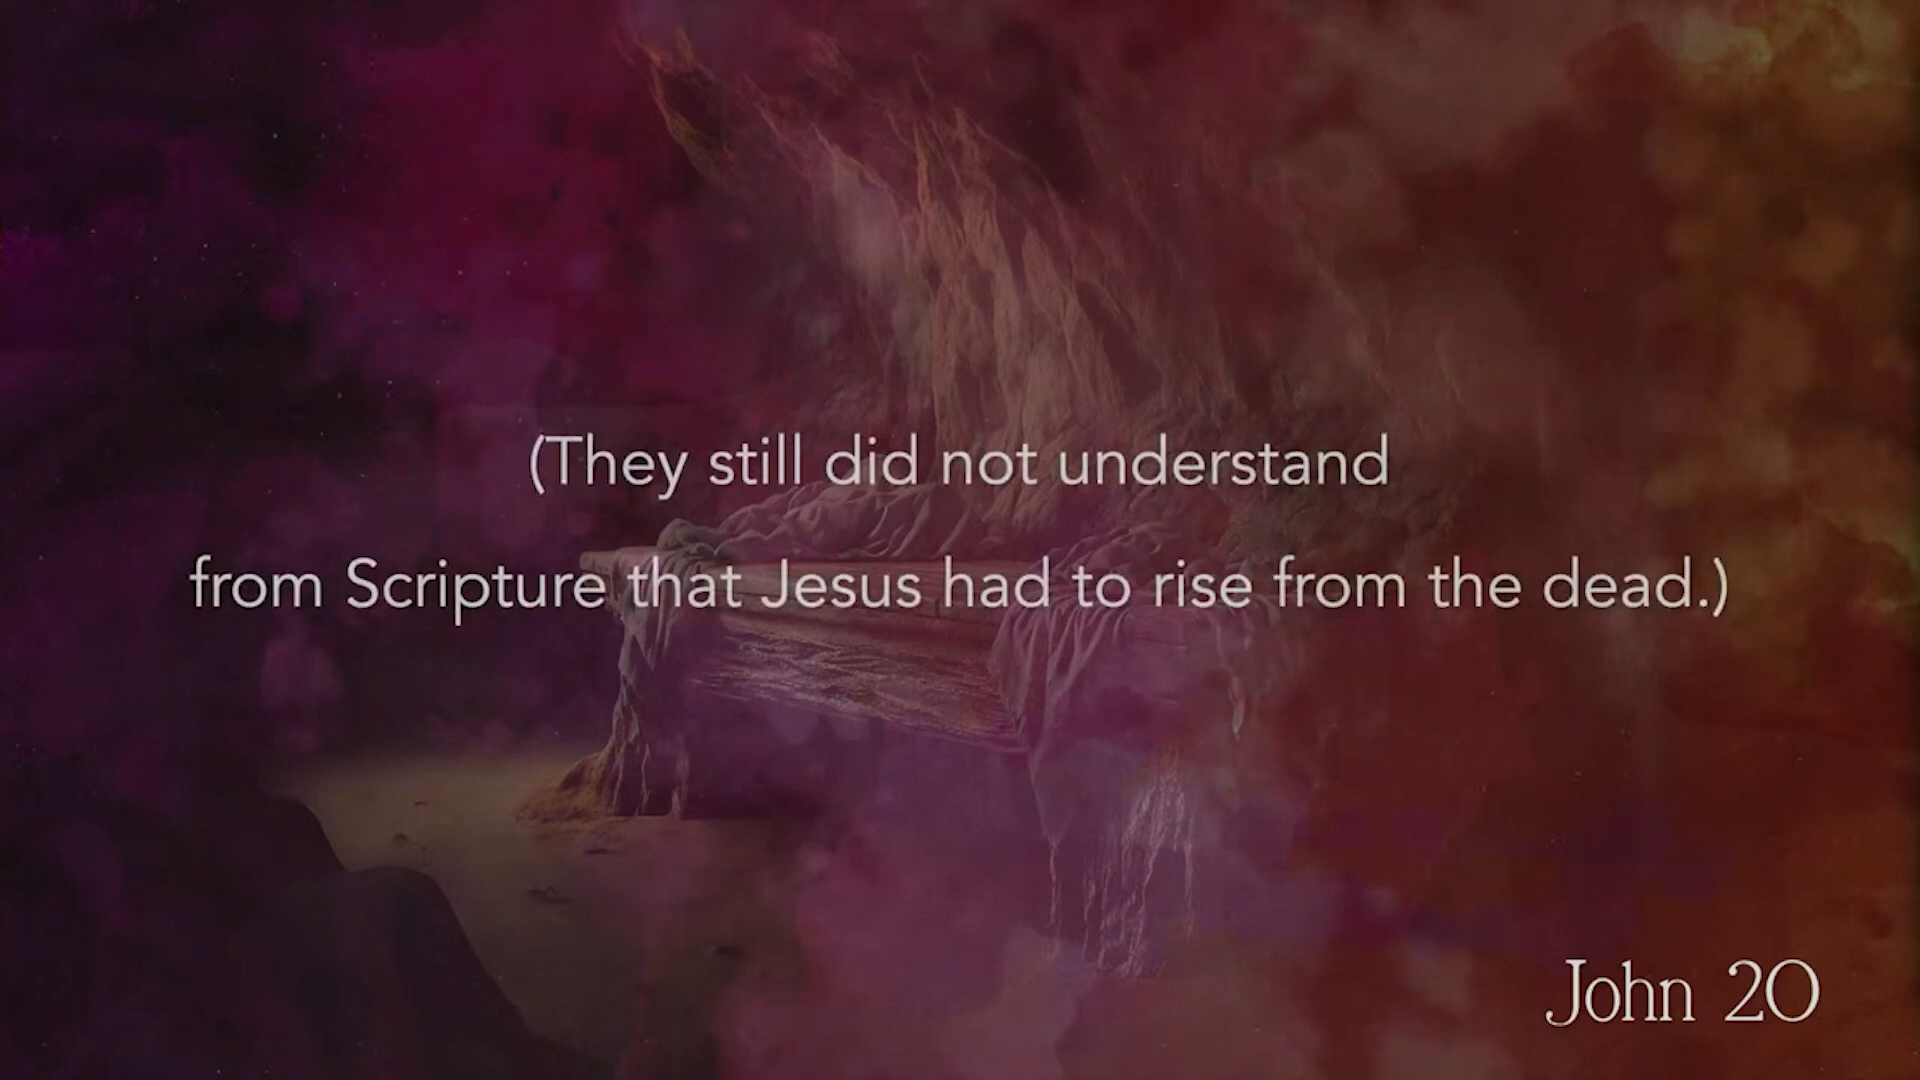 (They still did not understand
from Scripture that Jesus had to rise from the dead.)
John 20